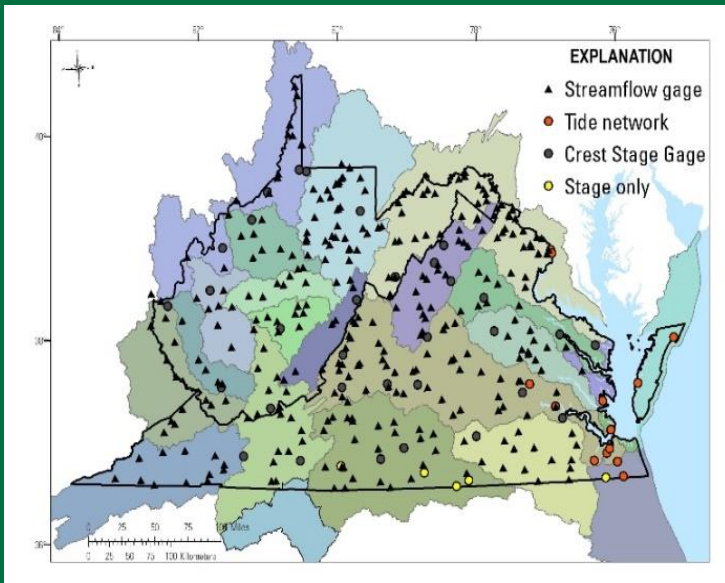 EXPLANATION
Streamflow gage
Tide network
Crest Stage Gage
Stage only
0 25 50 75 100 Miles
0 25 50 75 100 Kilometers